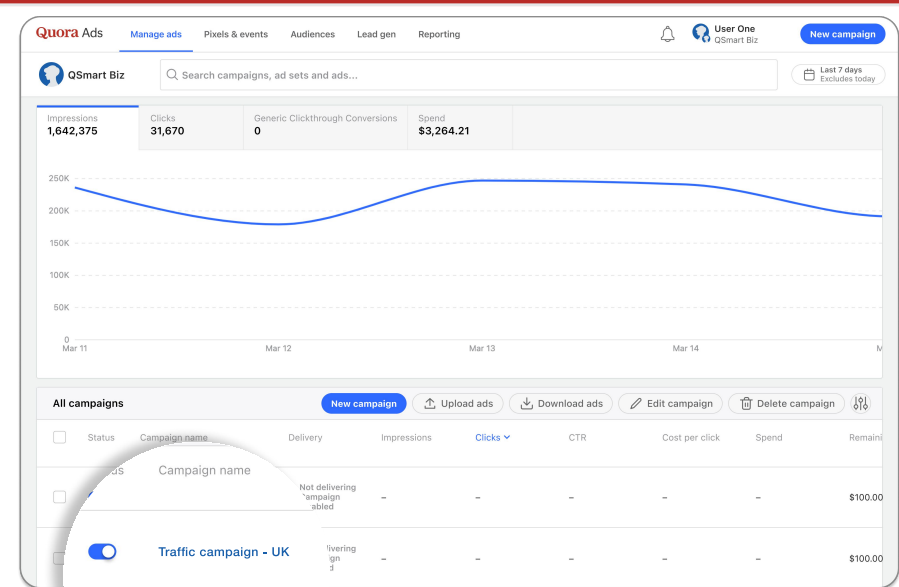 Quora Ads
Manage ads
Pixels & events
Audiences
Lead gen
Reporting
User One
QSmart Biz
New campaign
QSmart Biz
Search campaigns, ad sets and ads...
Last 7 days
Excludes today
Impressions
1,642,375
Clicks
31,670
Generic Clickthrough Conversions
0
Spend
$3,264.21
250K
200K
150K
100K
50K
0
Mar 11
Mar 12
Mar 13
Mar 14
M
All campaigns
New campaign
Upload ads
Download ads
Edit campaign
Delete campaign
Status
Campaign name
Delivery
Impressions
Clicks
CTR
Cost per click
Spend
Remaini
Campaign name
Not delivering
–
–
–
–
–
$100.00
Traffic campaign - UK
–
–
–
–
–
$100.00